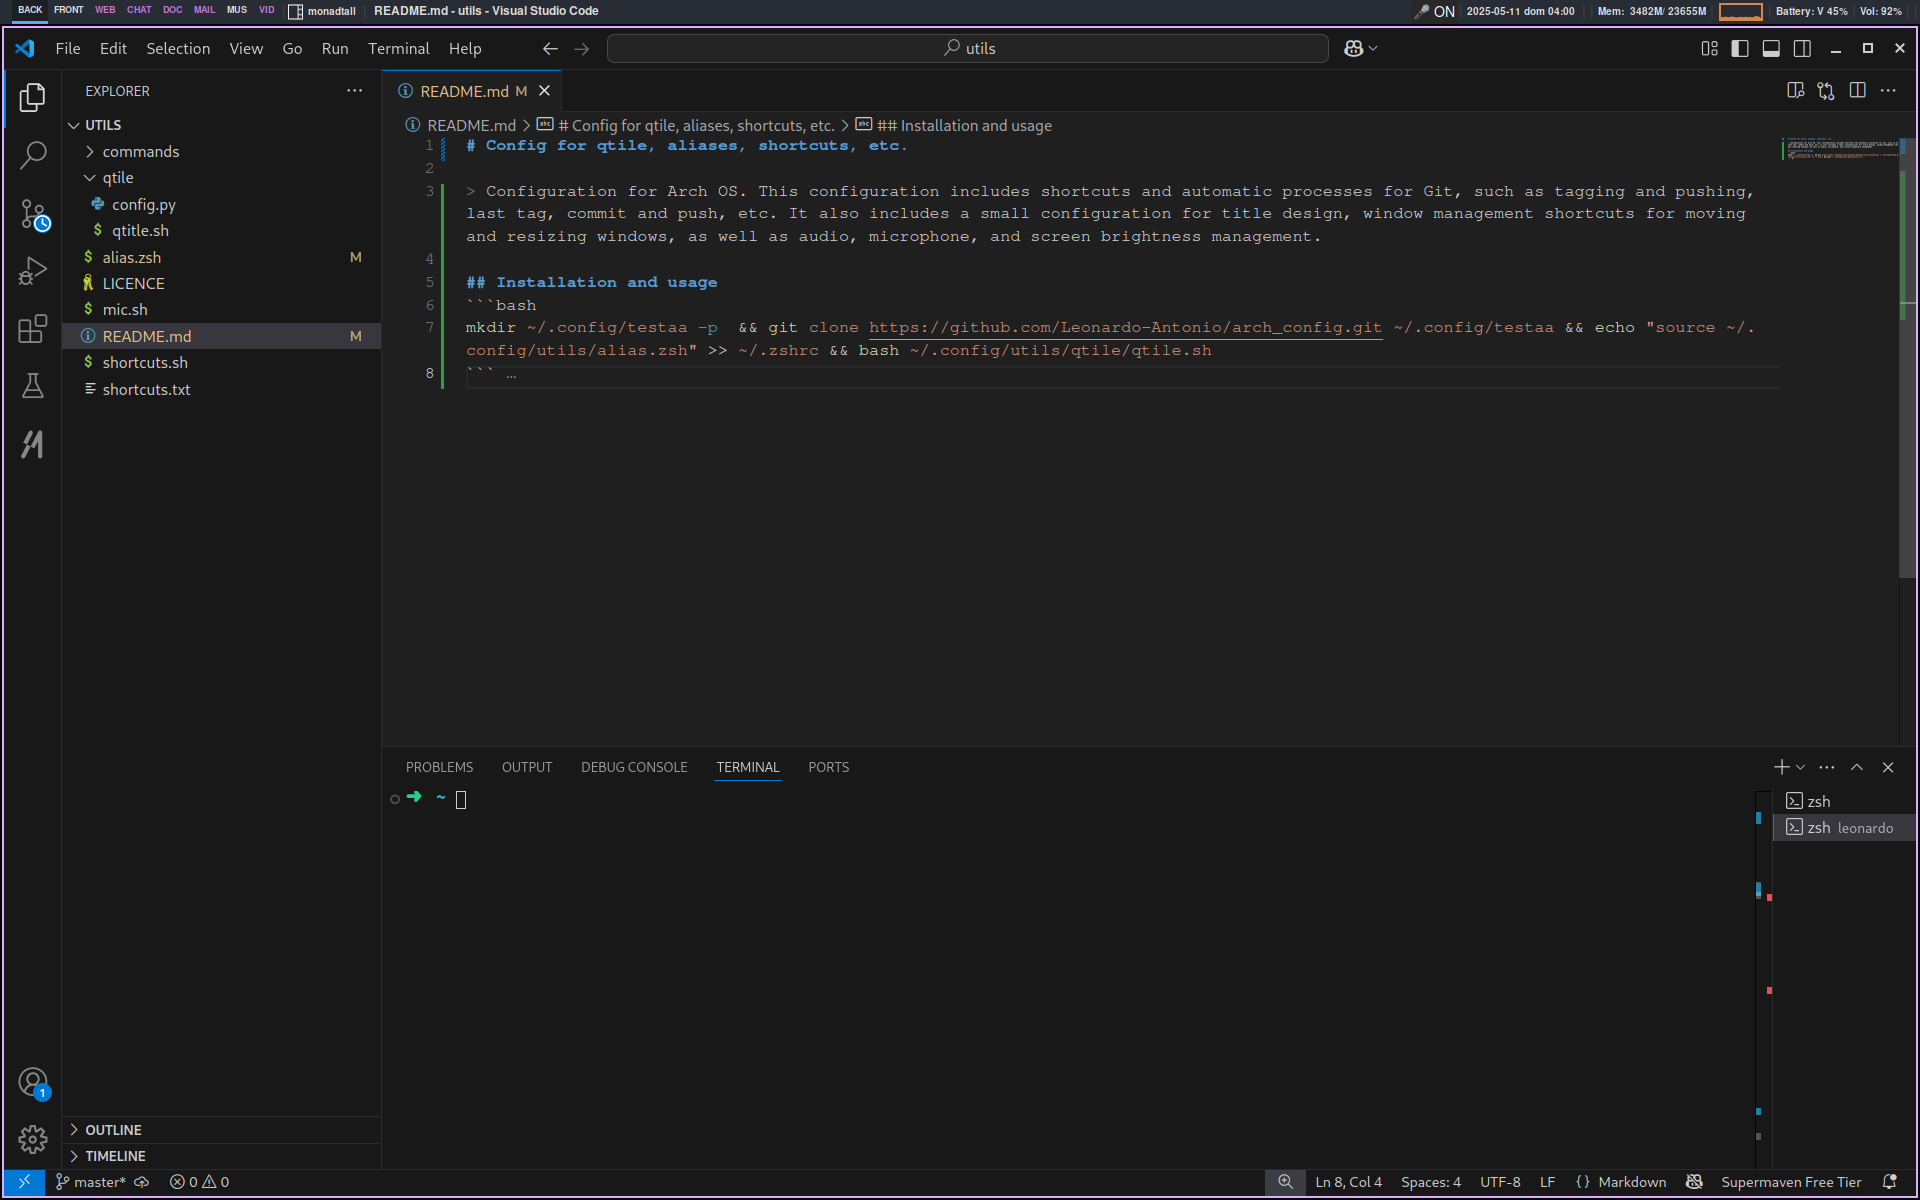 BACK FRONT WEB CHAT DOC MAIL MUS VID monadtall README.md - utils - Visual Studio Code ON 2025-05-11 dom 04:00 Mem: 3482M/ 23655M Battery: V 45% Vol: 92%
File Edit Selection View Go Run Terminal Help utils
EXPLORER
UTILS
commands
qtile
config.py
qtitle.sh
alias.zsh M
LICENCE
mic.sh
README.md M
shortcuts.sh
shortcuts.txt
OUTLINE
TIMELINE
README.md M
README.md > # Config for qtile, aliases, shortcuts, etc. > ## Installation and usage
1 # Config for qtile, aliases, shortcuts, etc.
2
3 > Configuration for Arch OS. This configuration includes shortcuts and automatic processes for Git, such as tagging and pushing,
last tag, commit and push, etc. It also includes a small configuration for title design, window management shortcuts for moving
and resizing windows, as well as audio, microphone, and screen brightness management.
4
5 ## Installation and usage
6 ```bash
7 mkdir ~/.config/testaa -p  && git clone https://github.com/Leonardo-Antonio/arch_config.git ~/.config/testaa && echo "source ~/.
config/utils/alias.zsh" >> ~/.zshrc && bash ~/.config/utils/qtile/qtile.sh
8 ``` …
PROBLEMS OUTPUT DEBUG CONSOLE TERMINAL PORTS
~
zsh
zsh leonardo
1
master* 0 0 Ln 8, Col 4 Spaces: 4 UTF-8 LF {} Markdown Supermaven Free Tier